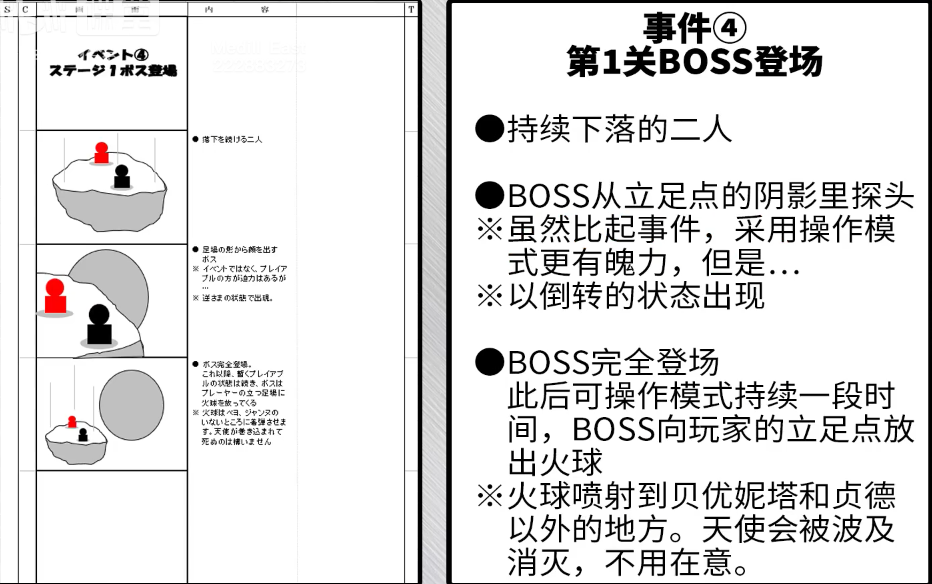 S C 画 面 内 容 T
イベント④
ステージ1ボス登場
● 落下を続ける二人
● 足場の影から顔を出す
ボス
※ イベントではなく、プレイア
ブルの方が迫力はあるが
…
※ 逆さまの状態で出現。
● ボス完全登場。
これ以降、暫くプレイアブ
ルの状態は続き、ボスは
プレーヤーの立つ足場に
火球を放ってくる
※ 火球はベヨ、ジャンヌの
いないところに着弾させま
す。天使が巻き込まれて
死ぬのは構いません
事件④
第1关BOSS登场
●持续下落的二人
●BOSS从立足点的阴影里探头
※虽然比起事件，采用操作模
式更有魄力，但是…
※以倒转的状态出现
●BOSS完全登场
此后可操作模式持续一段时
间，BOSS向玩家的立足点放
出火球
※火球喷射到贝优妮塔和贞德
以外的地方。天使会被波及
消灭，不用在意。